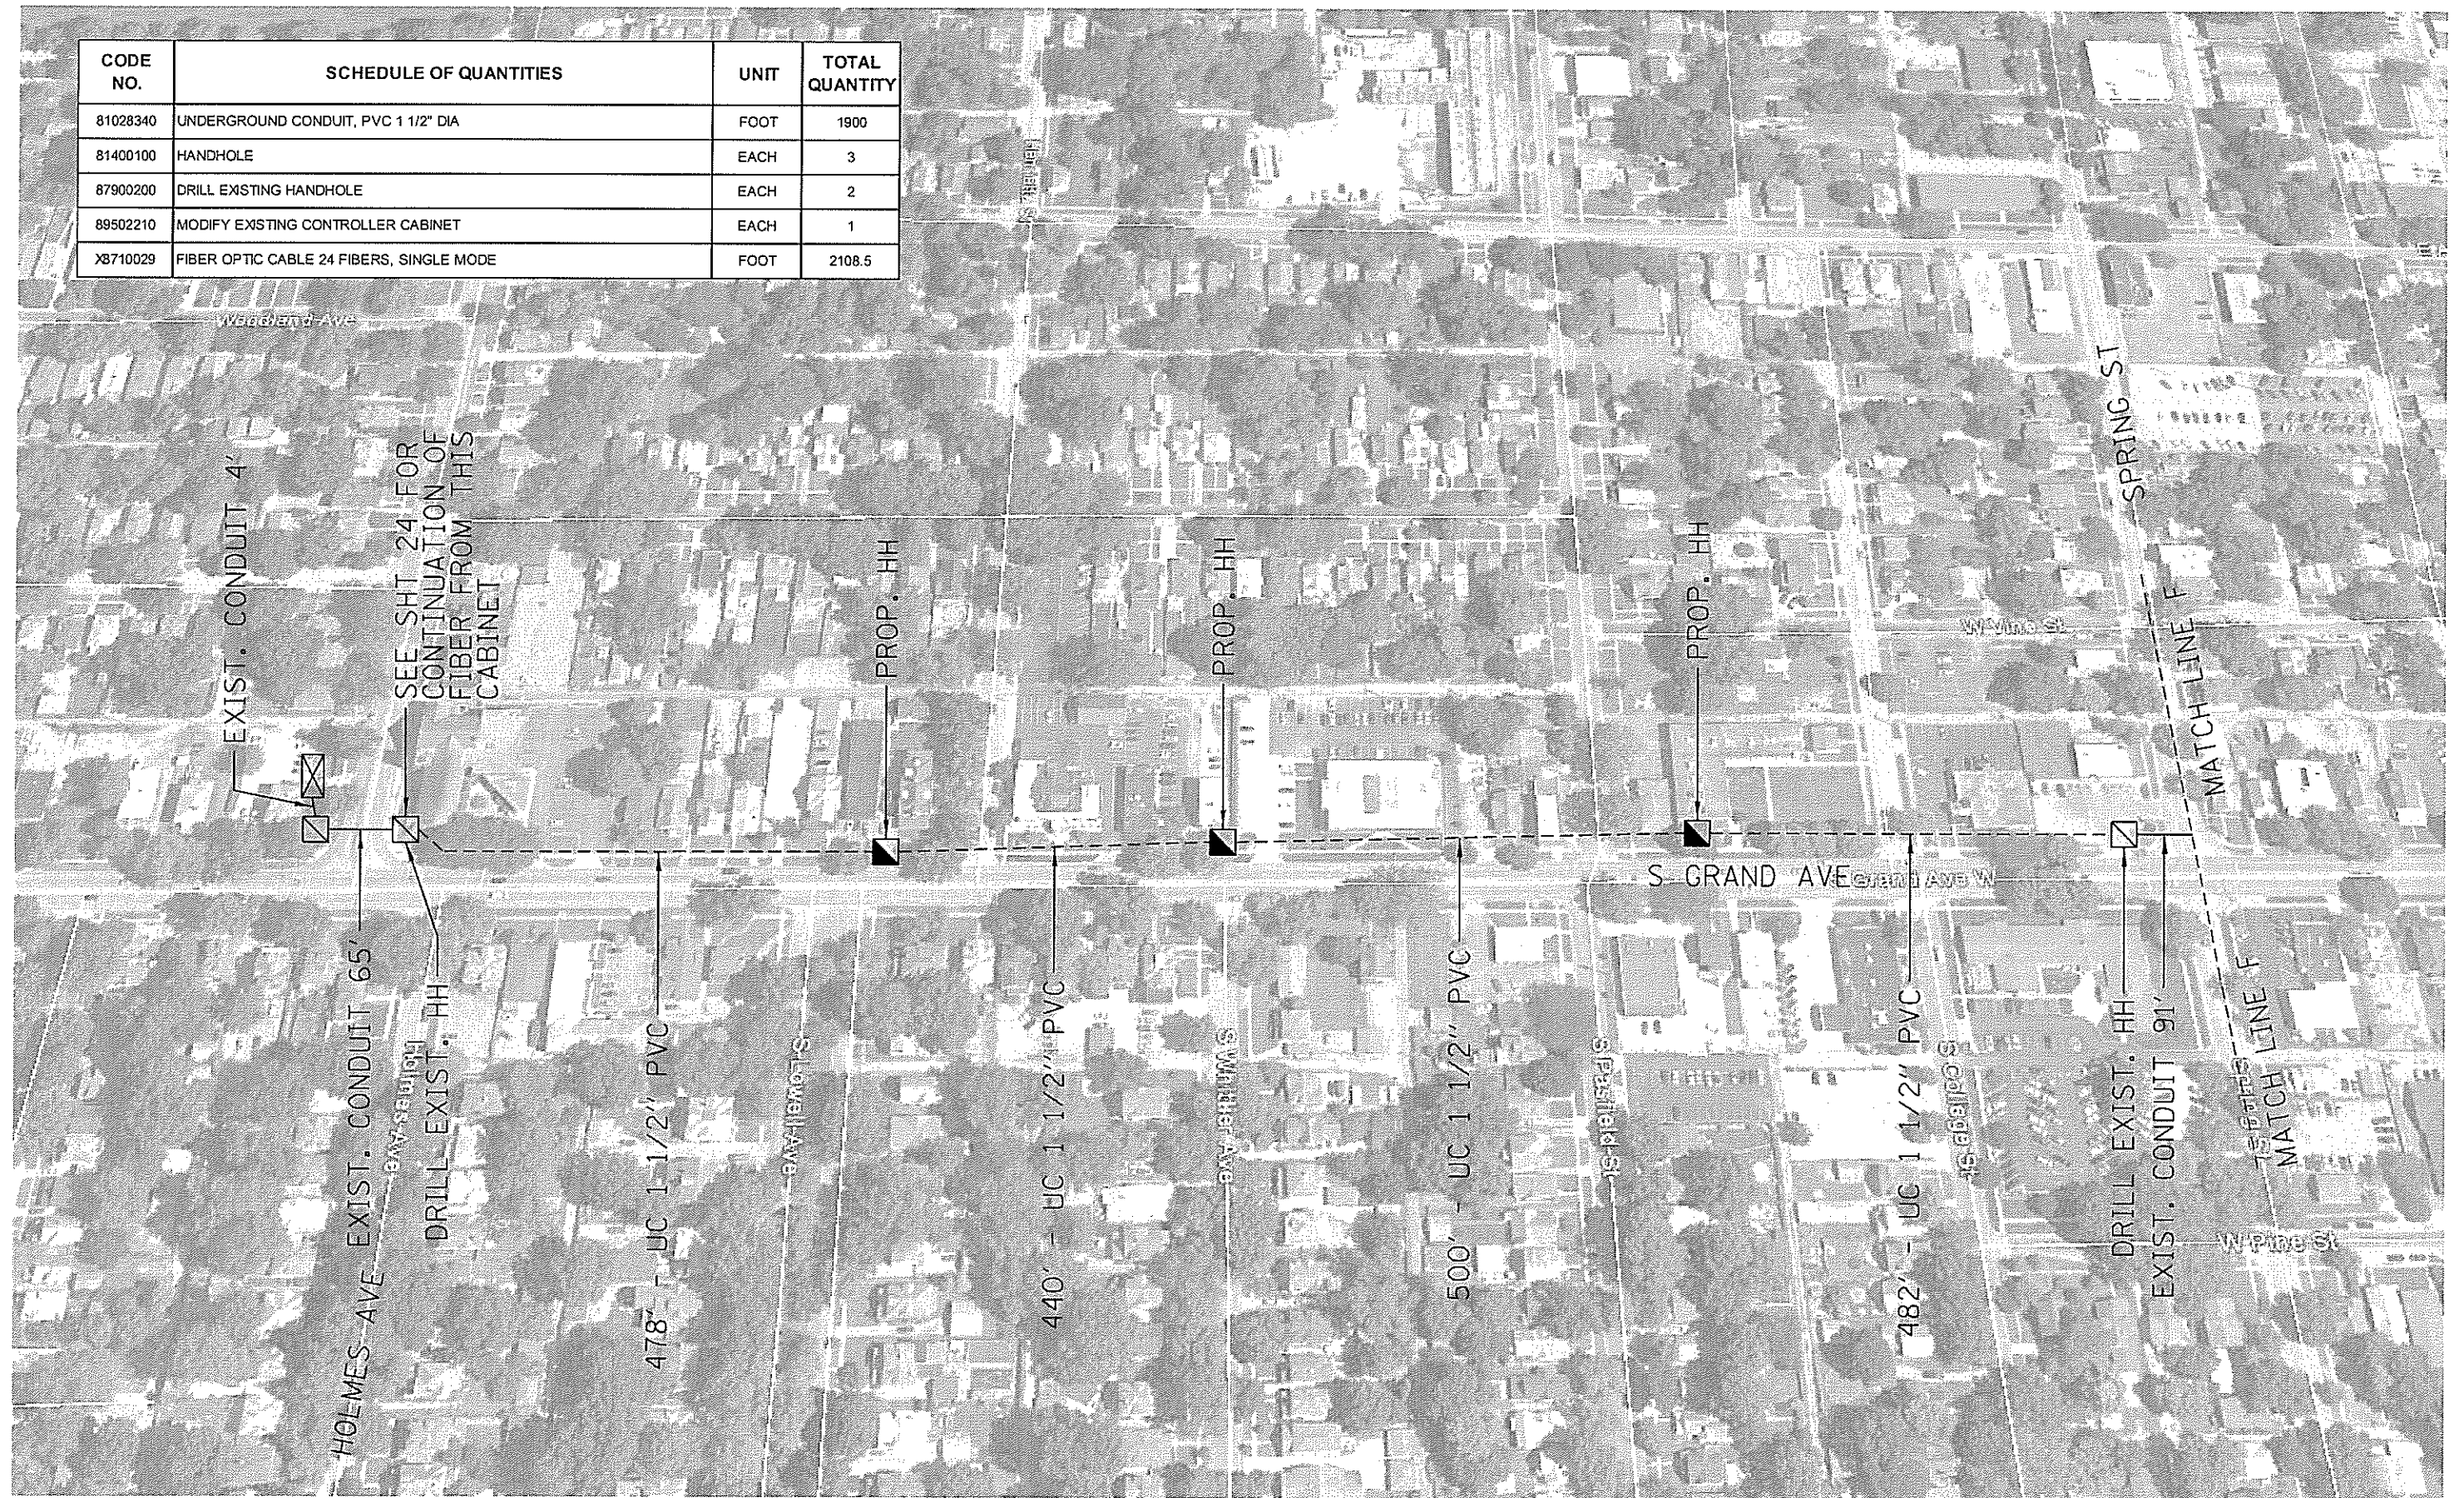 CODE NO. SCHEDULE OF QUANTITIES UNIT TOTAL QUANTITY
81028340 UNDERGROUND CONDUIT, PVC 1 1/2" DIA FOOT 1900
81400100 HANDHOLE EACH 3
87900200 DRILL EXISTING HANDHOLE EACH 2
89502210 MODIFY EXISTING CONTROLLER CABINET EACH 1
X8710029 FIBER OPTIC CABLE 24 FIBERS, SINGLE MODE FOOT 2108.5
Woodland Ave
EXIST. CONDUIT 4'
SEE SHT 24 FOR
CONTINUATION OF
FIBER FROM THIS
CABINET
PROP. HH
PROP. HH
PROP. HH
SPRING ST
W Vine St
MATCH LINE F
S GRAND AVE
Grand Ave W
HOLMES AVE
EXIST. CONDUIT 65'
Holmes Ave
DRILL EXIST. HH
478' - UC 1 1/2" PVC
S Lowell Ave
440' - UC 1 1/2" PVC
S Whittier Ave
500' - UC 1 1/2" PVC
S Pasfield St
482' - UC 1 1/2" PVC
S College St
DRILL EXIST. HH
EXIST. CONDUIT 91'
MATCH LINE F
MATCH LINE F
W Pine St